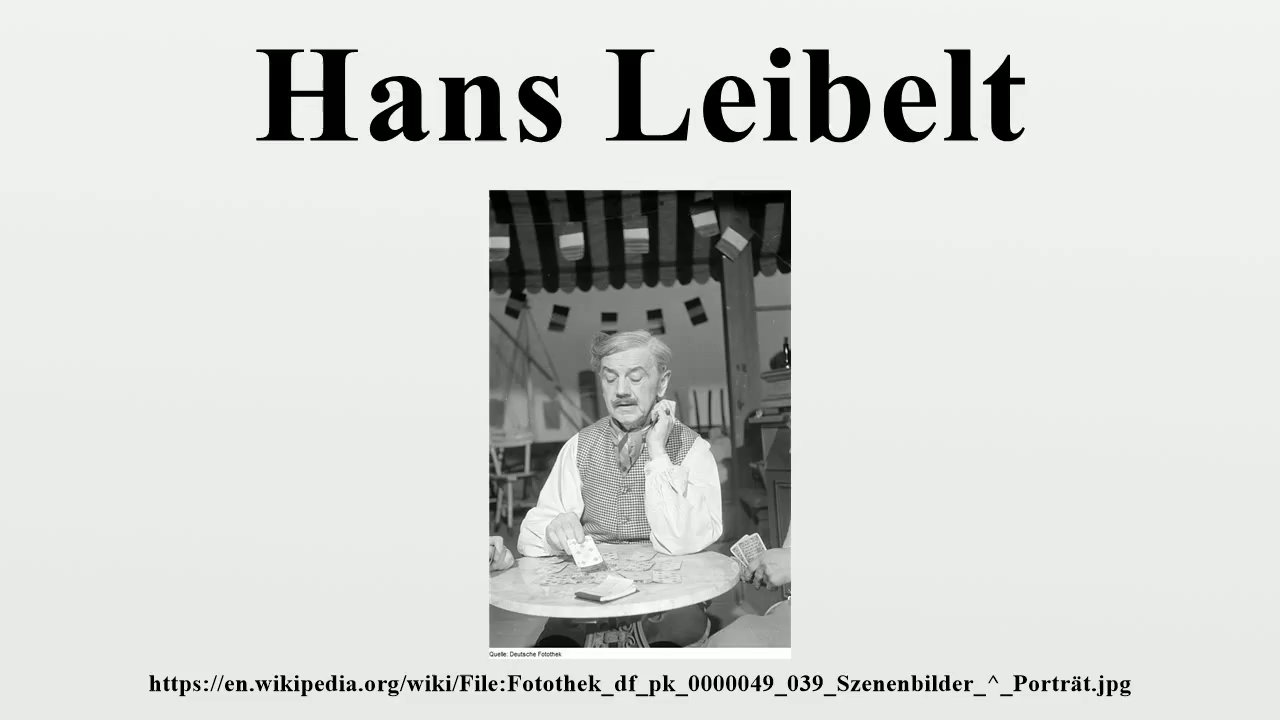 Hans Leibelt
Quelle: Deutsche Fotothek
https://en.wikipedia.org/wiki/File:Fotothek_df_pk_0000049_039_Szenenbilder_^_Porträt.jpg